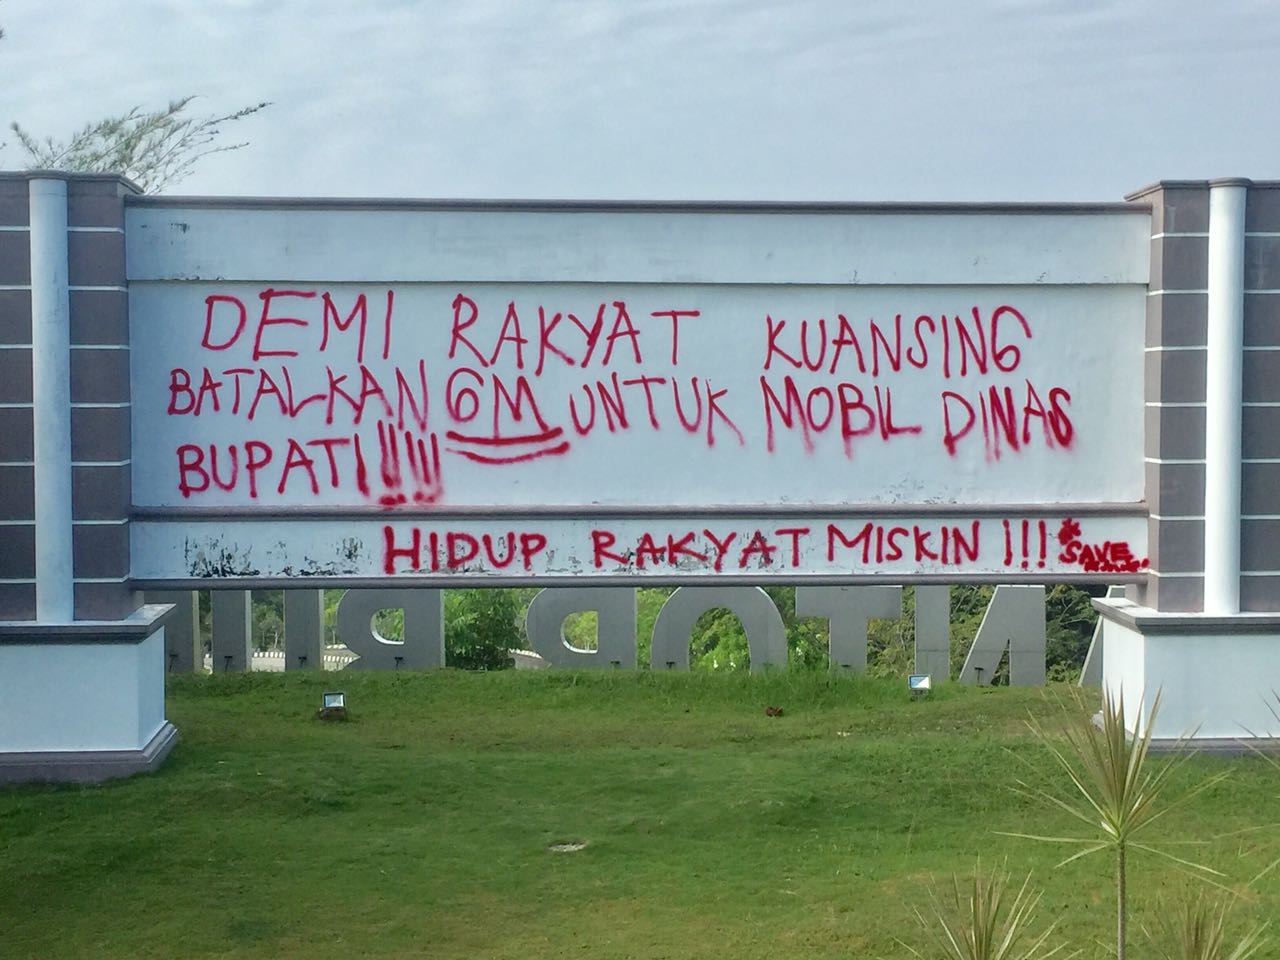 DEMI RAKYAT KUANSING
BATALKAN 6M UNTUK MOBIL DINAS
BUPATI!!!!!
HIDUP RAKYAT MISKIN !!! *
SAVE